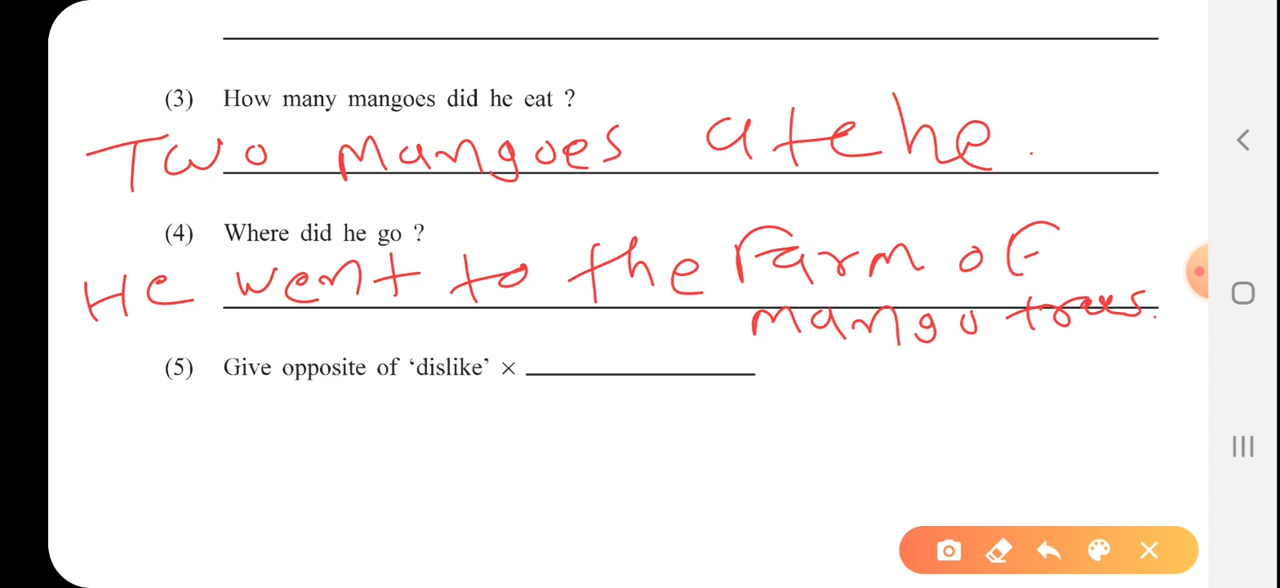 (3) How many mangoes did he eat ?
Two mangoes ate he.
(4) Where did he go ?
He went to the Farm of
mango trees.
(5) Give opposite of ‘dislike’ × ___________